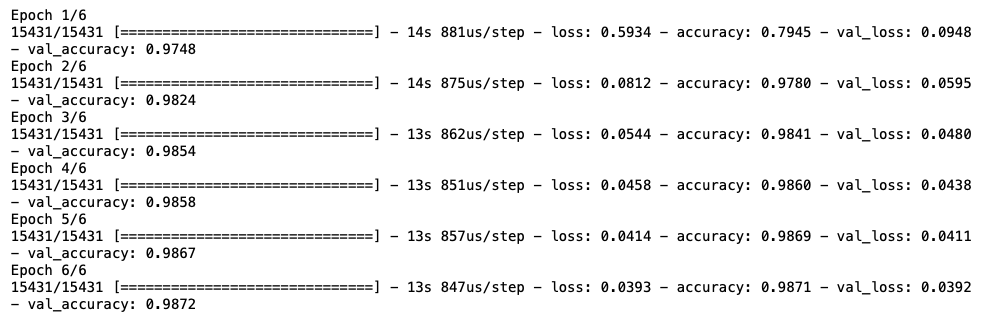 Epoch 1/6
15431/15431 [==============================] - 14s 881us/step - loss: 0.5934 - accuracy: 0.7945 - val_loss: 0.0948
- val_accuracy: 0.9748
Epoch 2/6
15431/15431 [==============================] - 14s 875us/step - loss: 0.0812 - accuracy: 0.9780 - val_loss: 0.0595
- val_accuracy: 0.9824
Epoch 3/6
15431/15431 [==============================] - 13s 862us/step - loss: 0.0544 - accuracy: 0.9841 - val_loss: 0.0480
- val_accuracy: 0.9854
Epoch 4/6
15431/15431 [==============================] - 13s 851us/step - loss: 0.0458 - accuracy: 0.9860 - val_loss: 0.0438
- val_accuracy: 0.9858
Epoch 5/6
15431/15431 [==============================] - 13s 857us/step - loss: 0.0414 - accuracy: 0.9869 - val_loss: 0.0411
- val_accuracy: 0.9867
Epoch 6/6
15431/15431 [==============================] - 13s 847us/step - loss: 0.0393 - accuracy: 0.9871 - val_loss: 0.0392
- val_accuracy: 0.9872